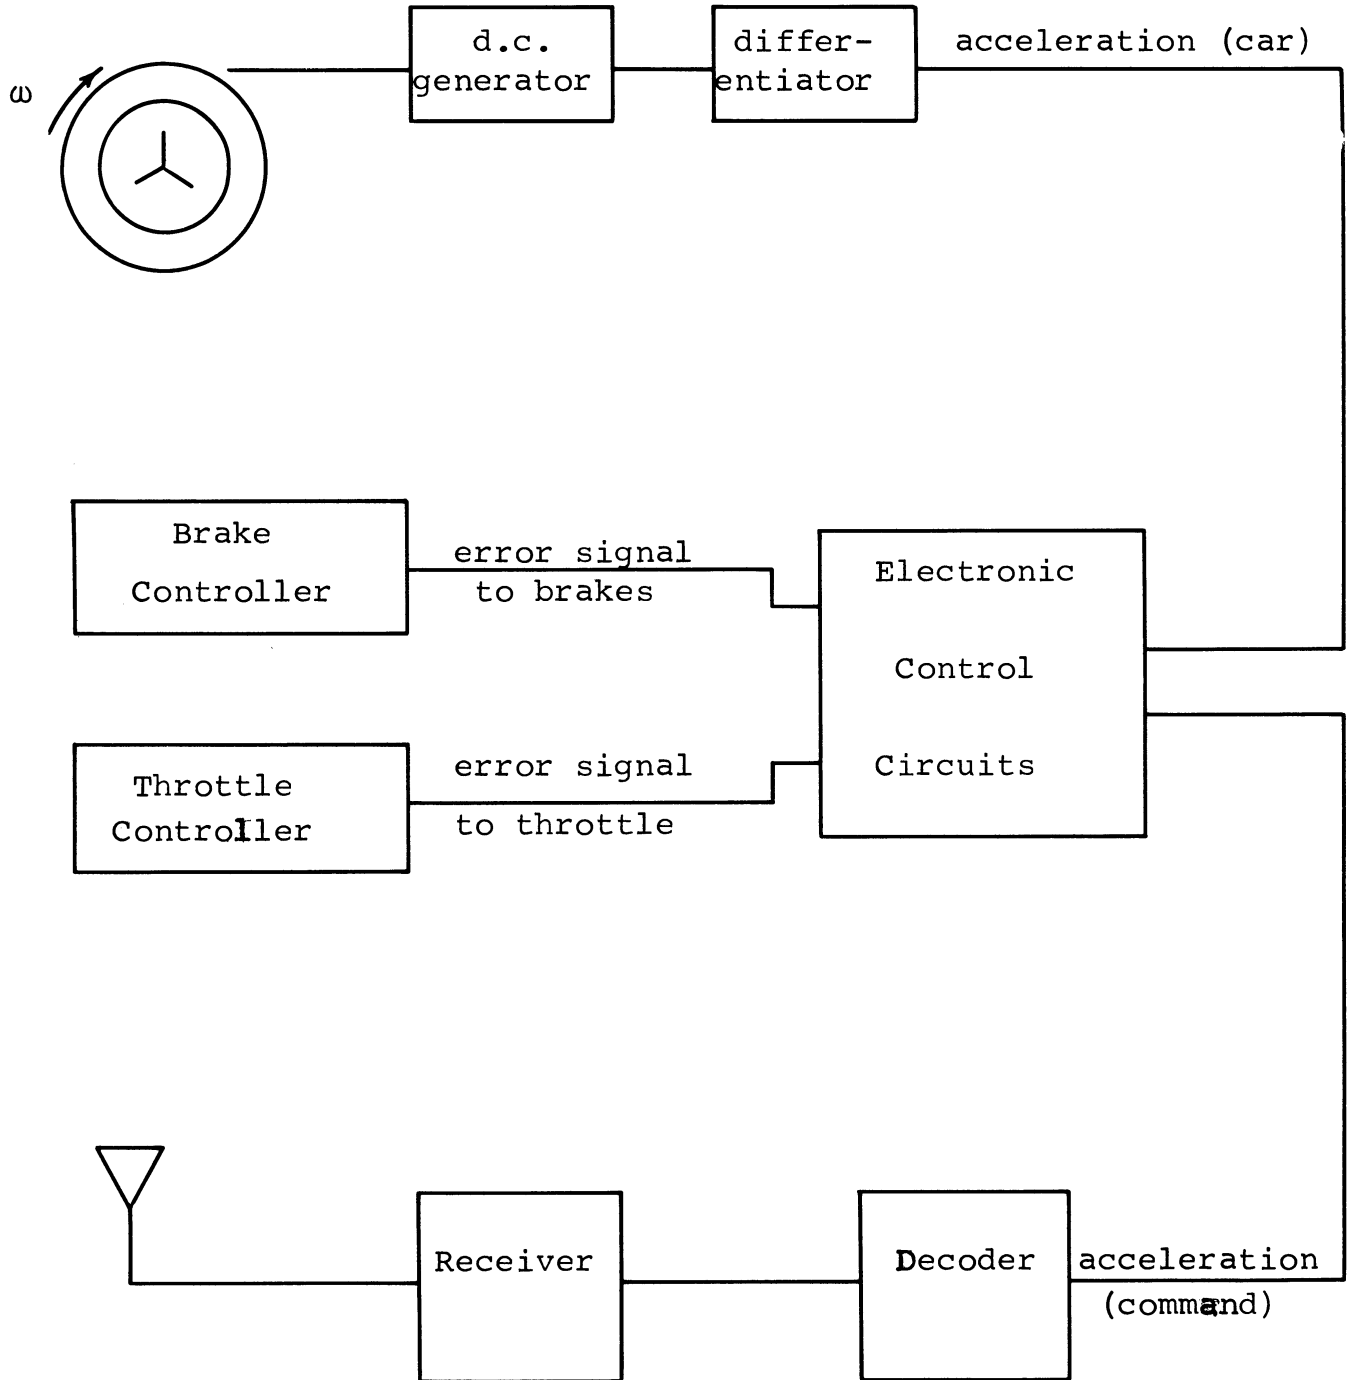 ω
d.c.
generator
differ-
entiator
acceleration (car)
Brake
Controller
error signal
to brakes
Electronic
Control
Circuits
Throttle
Controller
error signal
to throttle
Receiver
Decoder
acceleration
(command)